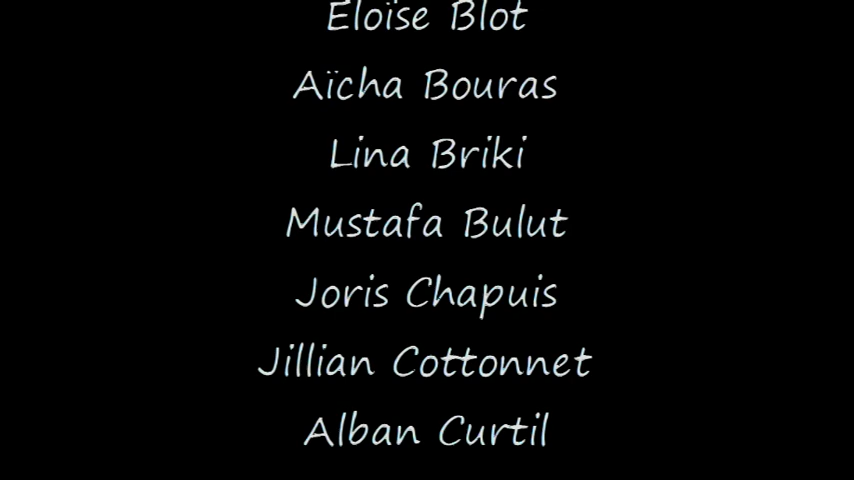 Eloïse Blot
Aïcha Bouras
Lina Briki
Mustafa Bulut
Joris Chapuis
Jillian Cottonnet
Alban Curtil